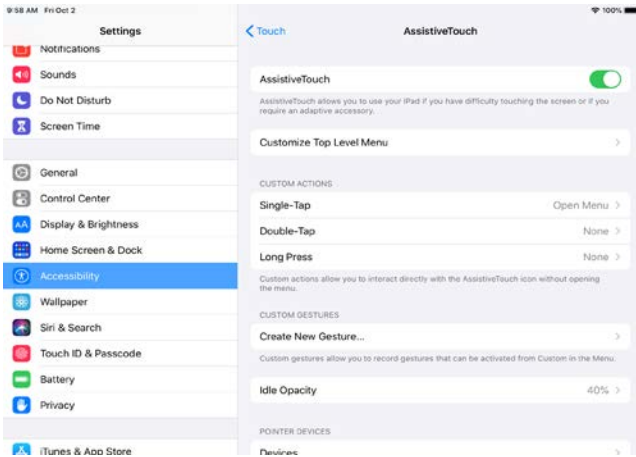 9:58 AM Fri Oct 2
100%
Settings
Notifications
Sounds
Do Not Disturb
Screen Time
General
Control Center
Display & Brightness
Home Screen & Dock
Accessibility
Wallpaper
Siri & Search
Touch ID & Passcode
Battery
Privacy
iTunes & App Store
Touch
AssistiveTouch
AssistiveTouch
AssistiveTouch allows you to use your iPad if you have difficulty touching the screen or if you
require an adaptive accessory.
Customize Top Level Menu
CUSTOM ACTIONS
Single-Tap Open Menu
Double-Tap None
Long Press None
Custom actions allow you to interact directly with the AssistiveTouch icon without opening
the menu.
CUSTOM GESTURES
Create New Gesture...
Custom gestures allow you to record gestures that can be activated from Custom in the Menu.
Idle Opacity 40%
POINTER DEVICES
Devices